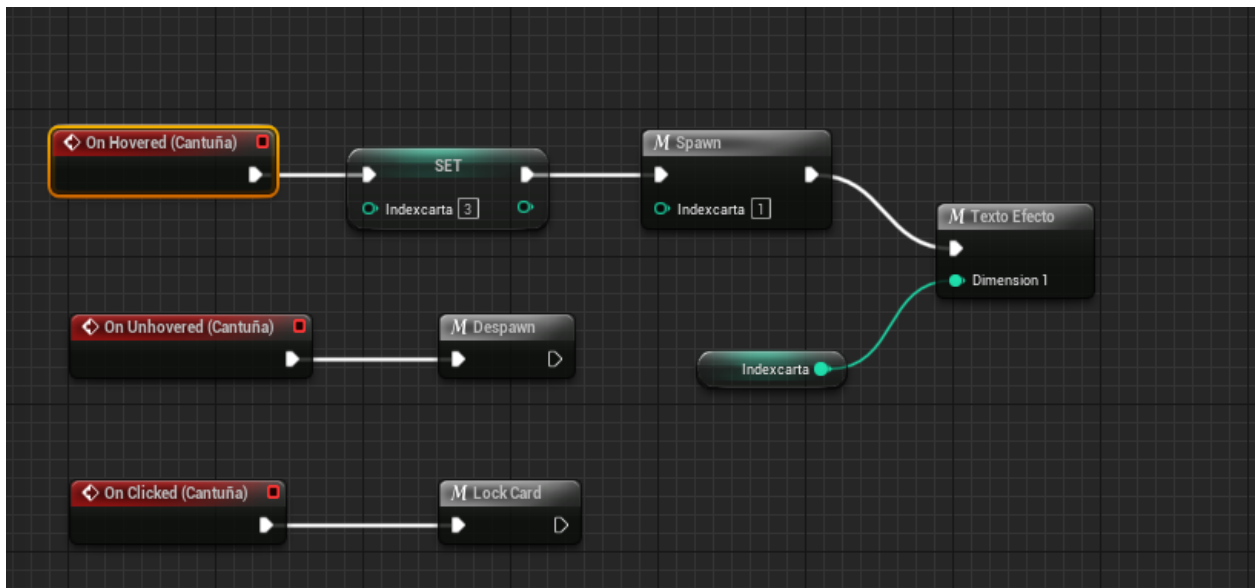 On Hovered (Cantuña)
SET
Indexcarta 3
M Spawn
Indexcarta 1
M Texto Efecto
Dimension 1
On Unhovered (Cantuña)
M Despawn
Indexcarta
On Clicked (Cantuña)
M Lock Card